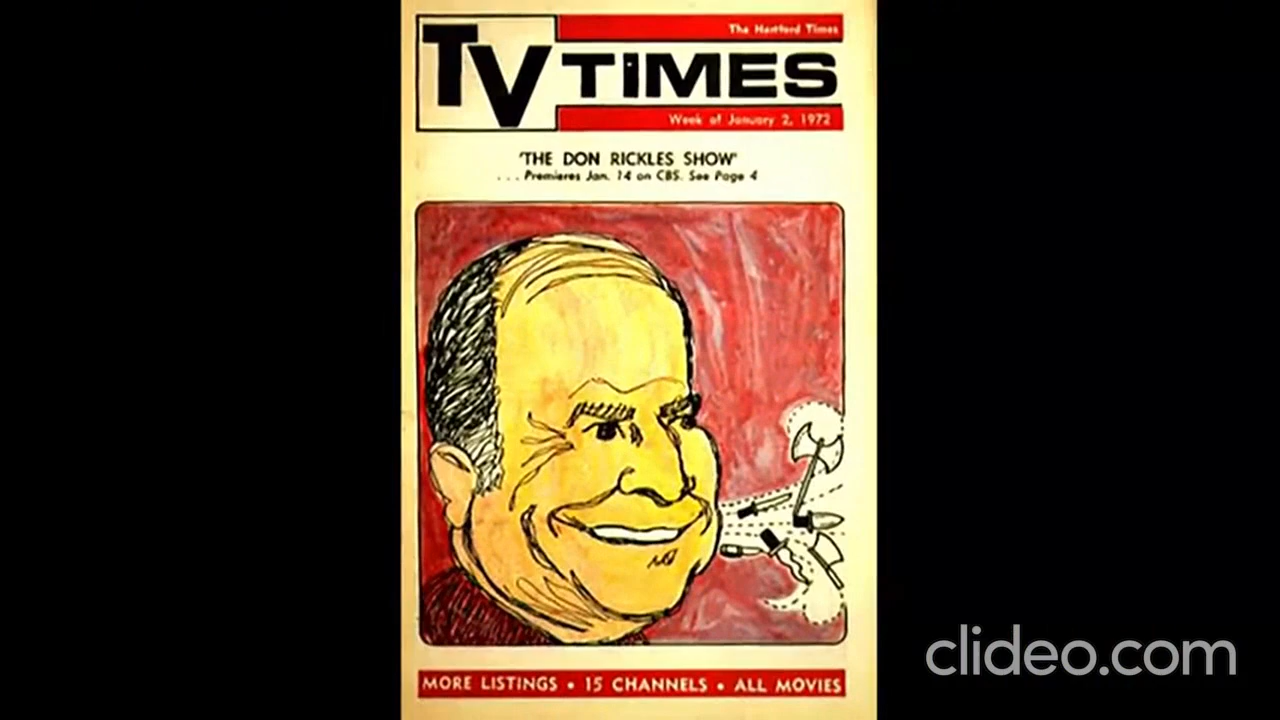 The Hartford Times
TV TIMES
Week of January 2, 1972
'THE DON RICKLES SHOW'
... Premieres Jan. 14 on CBS. See Page 4
MORE LISTINGS • 15 CHANNELS • ALL MOVIES
clideo.com